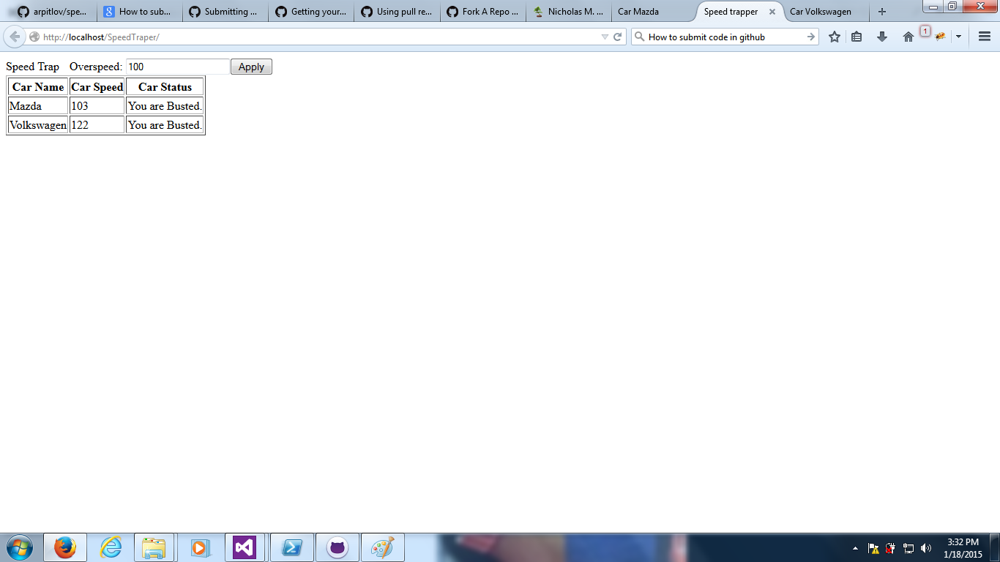 arpitlov/spe... How to sub... Submitting ... Getting your... Using pull re... Fork A Repo ... Nicholas M. ... Car Mazda Speed trapper Car Volkswagen
http://localhost/SpeedTraper/ How to submit code in github 1
Speed Trap Overspeed: 100 Apply
Car Name Car Speed Car Status
Mazda 103 You are Busted.
Volkswagen 122 You are Busted.
3:32 PM
1/18/2015